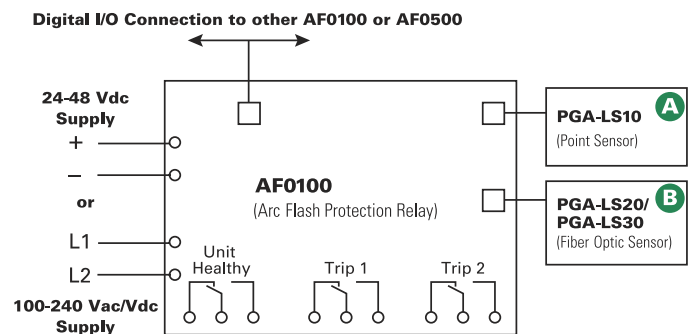 Digital I/O Connection to other AF0100 or AF0500
24-48 Vdc
Supply
+
–
or
L1
L2
100-240 Vac/Vdc
Supply
AF0100
(Arc Flash Protection Relay)
Unit
Healthy
Trip 1
Trip 2
A
PGA-LS10
(Point Sensor)
B
PGA-LS20/
PGA-LS30
(Fiber Optic Sensor)